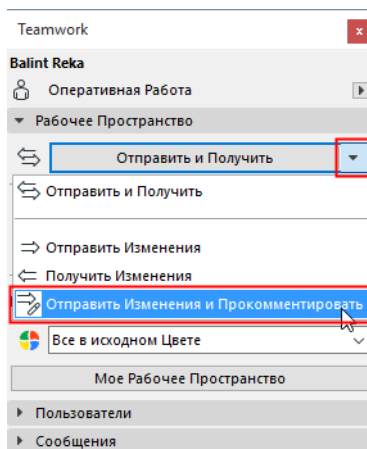 Teamwork
x
Balint Reka
Оперативная Работа
Рабочее Пространство
Отправить и Получить
Отправить и Получить
Отправить Изменения
Получить Изменения
Отправить Изменения и Прокомментировать
Все в исходном Цвете
Мое Рабочее Пространство
Пользователи
Сообщения